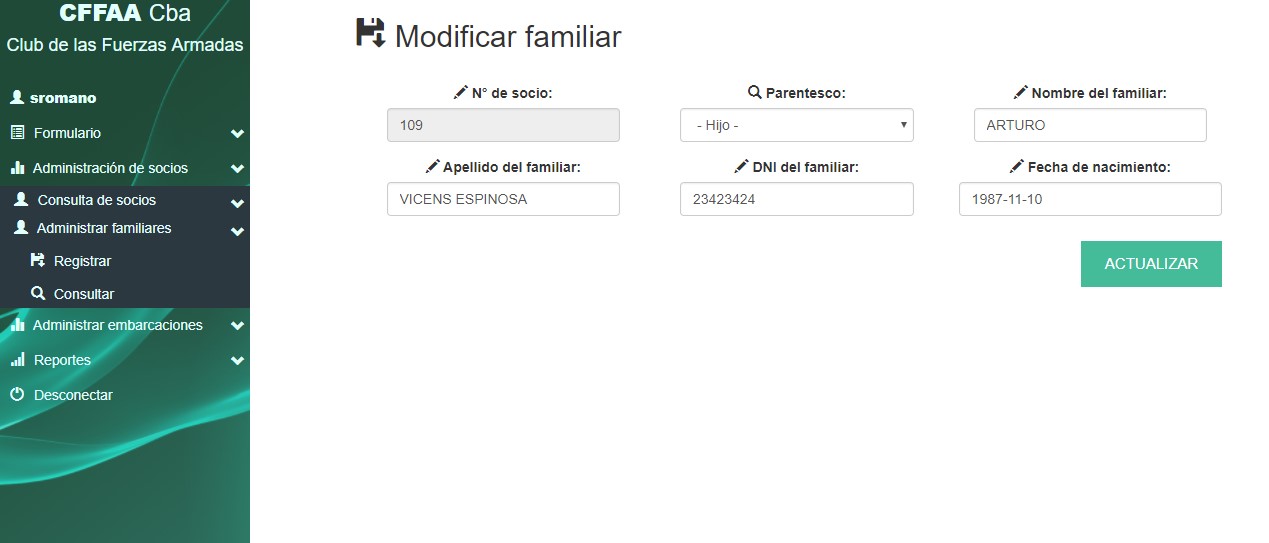 CFFAA Cba
Club de las Fuerzas Armadas
sromano
Formulario
Administración de socios
Consulta de socios
Administrar familiares
Registrar
Consultar
Administrar embarcaciones
Reportes
Desconectar
Modificar familiar
N° de socio:
109
Parentesco:
- Hijo -
Nombre del familiar:
ARTURO
Apellido del familiar:
VICENS ESPINOSA
DNI del familiar:
23423424
Fecha de nacimiento:
1987-11-10
ACTUALIZAR